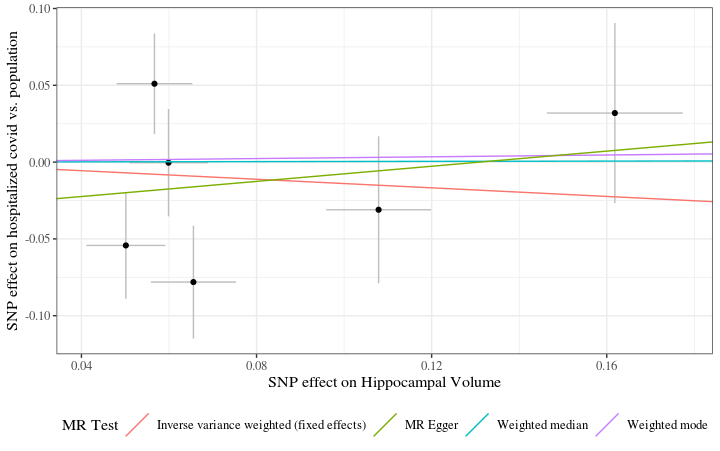 SNP effect on hospitalized covid vs. population
0.10
0.05
0.00
-0.05
-0.10
0.04
0.08
0.12
0.16
SNP effect on Hippocampal Volume
MR Test
Inverse variance weighted (fixed effects)
MR Egger
Weighted median
Weighted mode